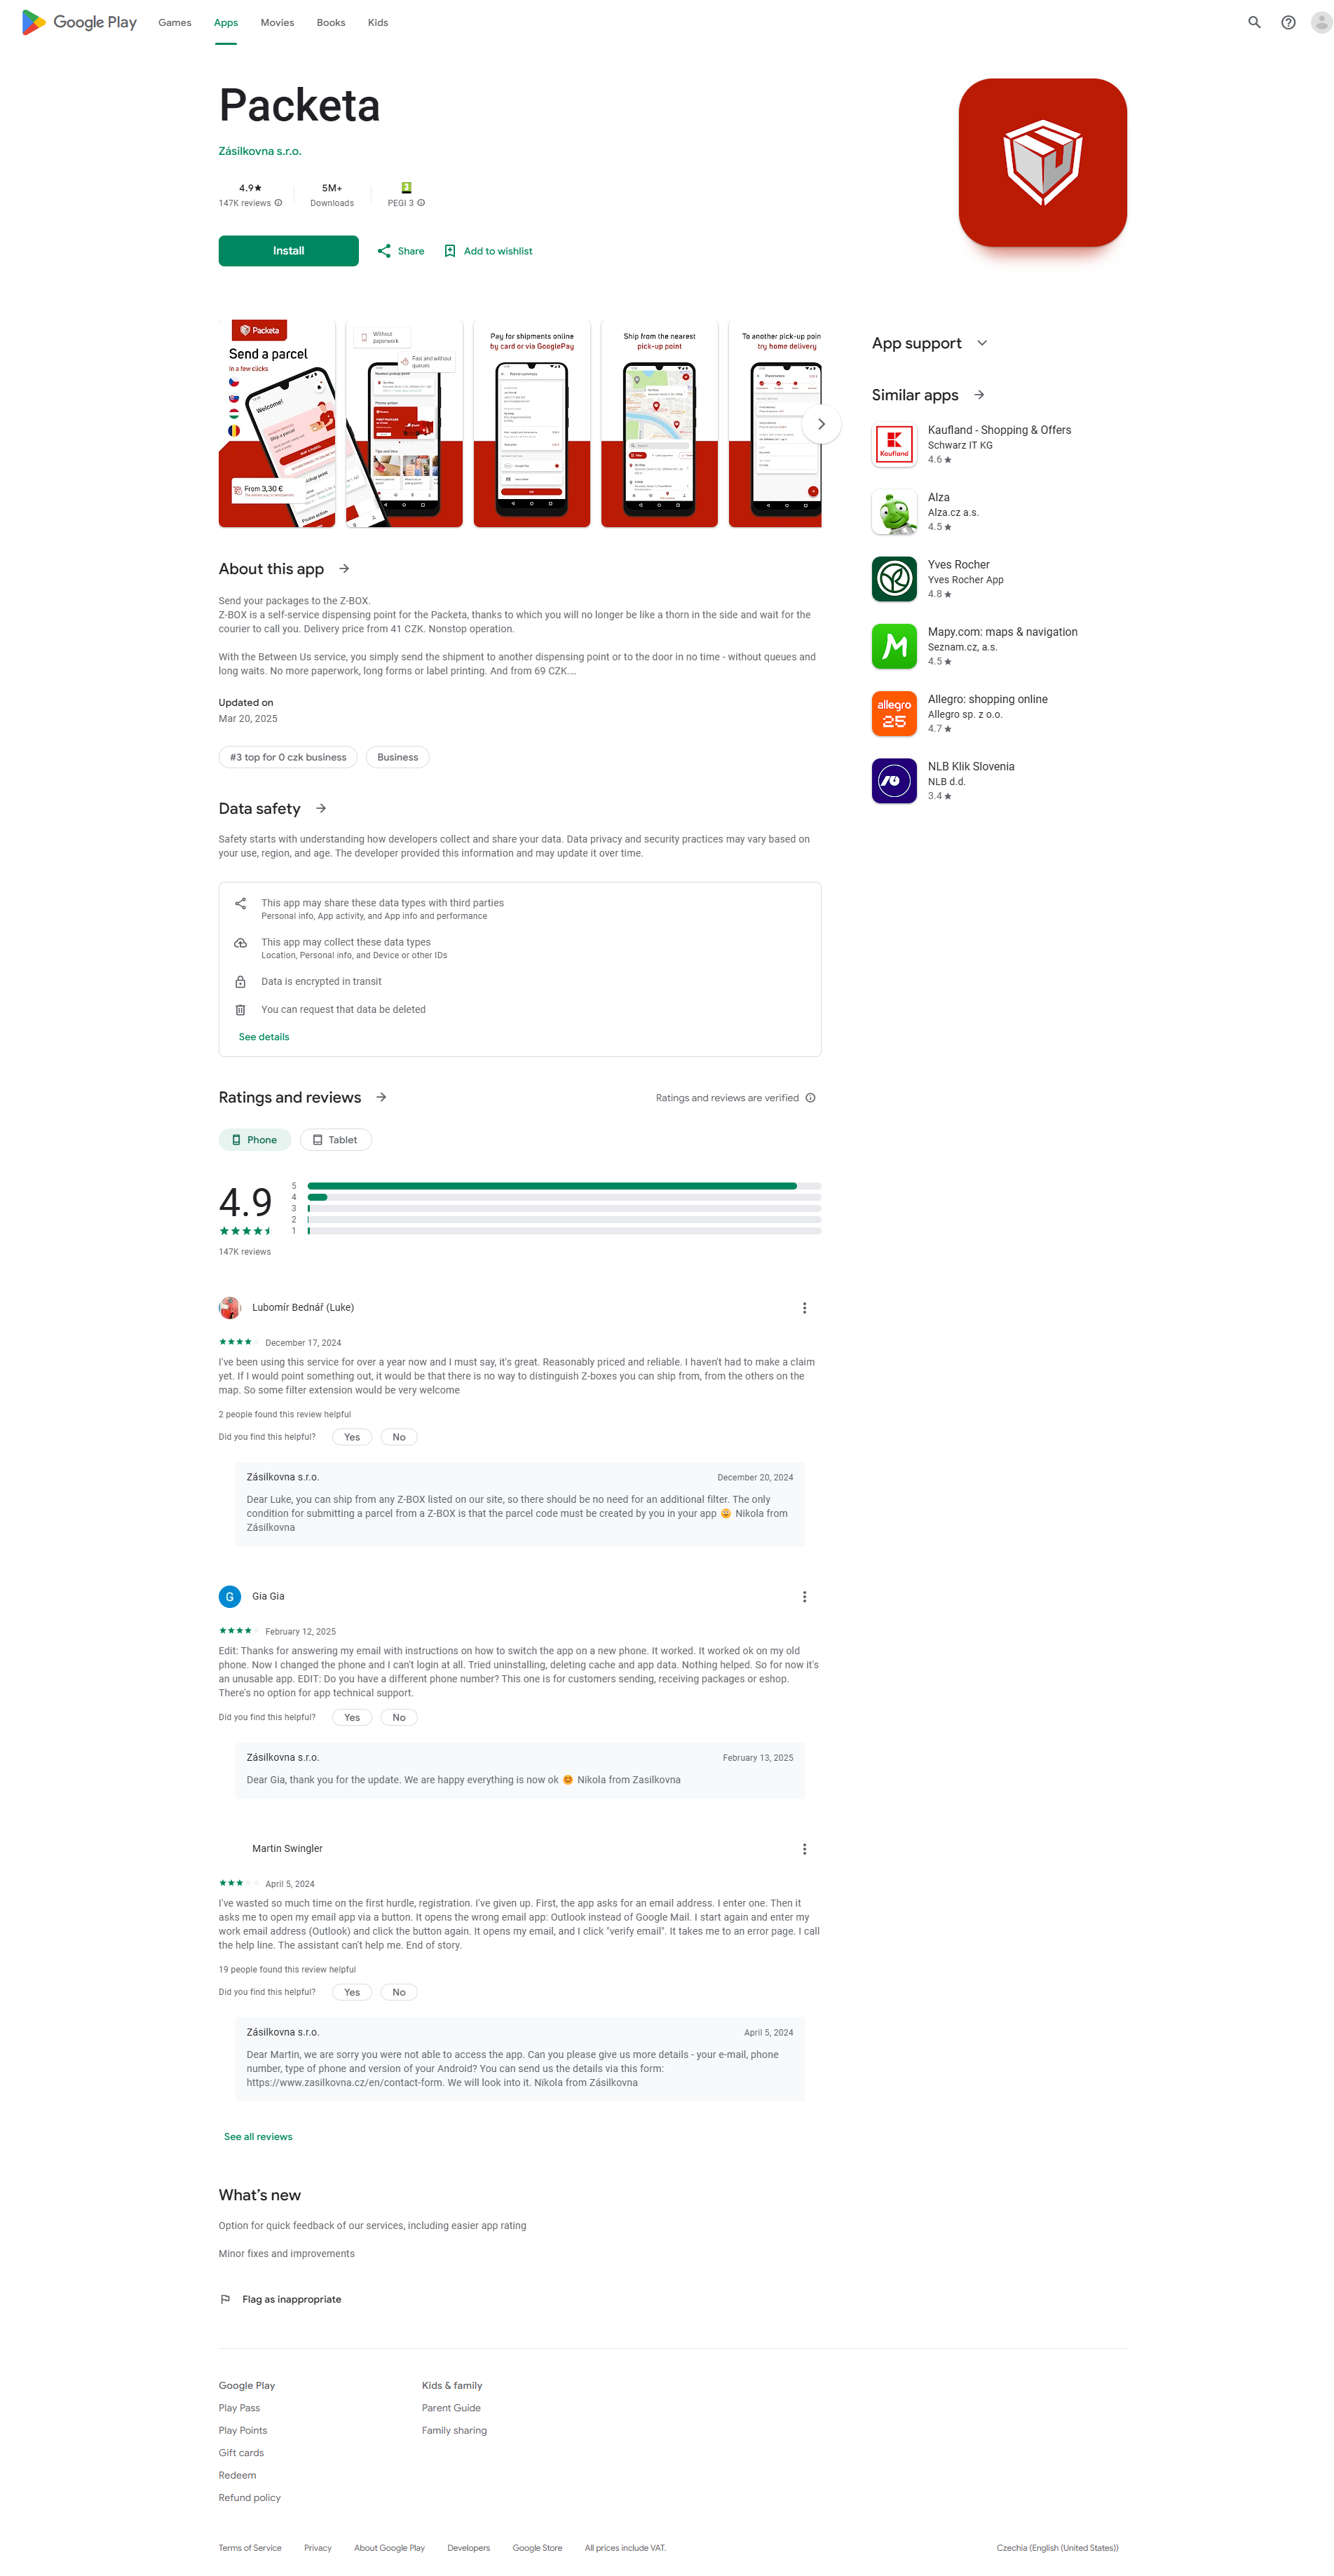 Google Play
Games
Apps
Movies
Books
Kids
Packeta
Zásilkovna s.r.o.
4.9★
147K reviews
5M+
Downloads
3
PEGI 3
Install
Share
Add to wishlist
Packeta
Send a parcel
In a few clicks
Welcome!
From 3,30 €
Without
paperwork
Fast and without
queues
Pay for shipments online
by card or via GooglePay
Parcel summary
Ship from the nearest
pick-up point
To another pick-up poin
try home delivery
App support
Similar apps
Kaufland
Kaufland - Shopping & Offers
Schwarz IT KG
4.6★
Alza
Alza.cz a.s.
4.5★
Yves Rocher
Yves Rocher App
4.8★
Mapy.com: maps & navigation
Seznam.cz, a.s.
4.5★
allegro
25
Allegro: shopping online
Allegro sp. z o.o.
4.7★
NLB Klik Slovenia
NLB d.d.
3.4★
About this app
Send your packages to the Z-BOX.
Z-BOX is a self-service dispensing point for the Packeta, thanks to which you will no longer be like a thorn in the side and wait for the
courier to call you. Delivery price from 41 CZK. Nonstop operation.
With the Between Us service, you simply send the shipment to another dispensing point or to the door in no time - without queues and
long waits. No more paperwork, long forms or label printing. And from 69 CZK.…
Updated on
Mar 20, 2025
#3 top for 0 czk business
Business
Data safety
Safety starts with understanding how developers collect and share your data. Data privacy and security practices may vary based on
your use, region, and age. The developer provided this information and may update it over time.
This app may share these data types with third parties
Personal info, App activity, and App info and performance
This app may collect these data types
Location, Personal info, and Device or other IDs
Data is encrypted in transit
You can request that data be deleted
See details
Ratings and reviews
Ratings and reviews are verified
Phone
Tablet
4.9
147K reviews
5
4
3
2
1
Lubomír Bednář (Luke)
December 17, 2024
I've been using this service for over a year now and I must say, it's great. Reasonably priced and reliable. I haven't had to make a claim
yet. If I would point something out, it would be that there is no way to distinguish Z-boxes you can ship from, from the others on the
map. So some filter extension would be very welcome
2 people found this review helpful
Did you find this helpful?
Yes
No
Zásilkovna s.r.o.
December 20, 2024
Dear Luke, you can ship from any Z-BOX listed on our site, so there should be no need for an additional filter. The only
condition for submitting a parcel from a Z-BOX is that the parcel code must be created by you in your app 😀 Nikola from
Zásilkovna
G
Gia Gia
February 12, 2025
Edit: Thanks for answering my email with instructions on how to switch the app on a new phone. It worked. It worked ok on my old
phone. Now I changed the phone and I can't login at all. Tried uninstalling, deleting cache and app data. Nothing helped. So for now it's
an unusable app. EDIT: Do you have a different phone number? This one is for customers sending, receiving packages or eshop.
There's no option for app technical support.
Did you find this helpful?
Yes
No
Zásilkovna s.r.o.
February 13, 2025
Dear Gia, thank you for the update. We are happy everything is now ok 😊 Nikola from Zasilkovna
Martin Swingler
April 5, 2024
I've wasted so much time on the first hurdle, registration. I've given up. First, the app asks for an email address. I enter one. Then it
asks me to open my email app via a button. It opens the wrong email app: Outlook instead of Google Mail. I start again and enter my
work email address (Outlook) and click the button again. It opens my email, and I click "verify email". It takes me to an error page. I call
the help line. The assistant can't help me. End of story.
19 people found this review helpful
Did you find this helpful?
Yes
No
Zásilkovna s.r.o.
April 5, 2024
Dear Martin, we are sorry you were not able to access the app. Can you please give us more details - your e-mail, phone
number, type of phone and version of your Android? You can send us the details via this form:
https://www.zasilkovna.cz/en/contact-form. We will look into it. Nikola from Zásilkovna
See all reviews
What's new
Option for quick feedback of our services, including easier app rating
Minor fixes and improvements
Flag as inappropriate
Google Play
Play Pass
Play Points
Gift cards
Redeem
Refund policy
Kids & family
Parent Guide
Family sharing
Terms of Service
Privacy
About Google Play
Developers
Google Store
All prices include VAT.
Czechia (English (United States))